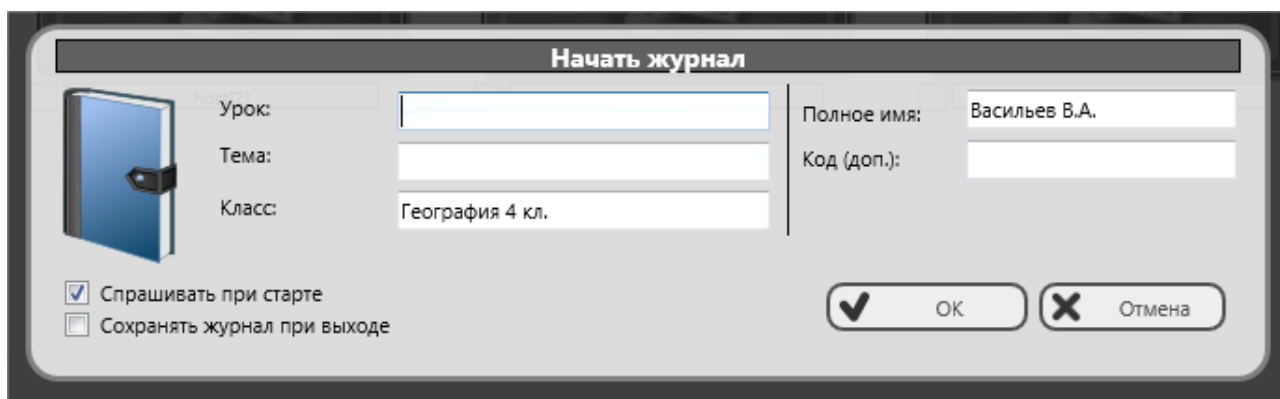 Начать журнал
Урок:
Тема:
Класс:
География 4 кл.
Полное имя:
Васильев В.А.
Код (доп.):
Спрашивать при старте
Сохранять журнал при выходе
OK
Отмена